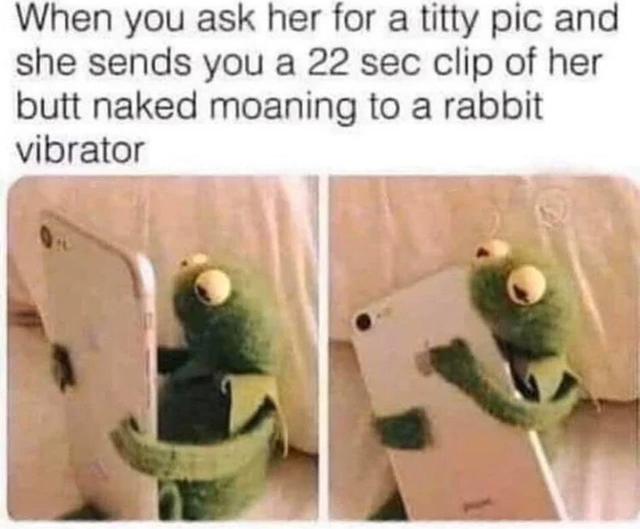 When you ask her for a titty pic and
she sends you a 22 sec clip of her
butt naked moaning to a rabbit
vibrator